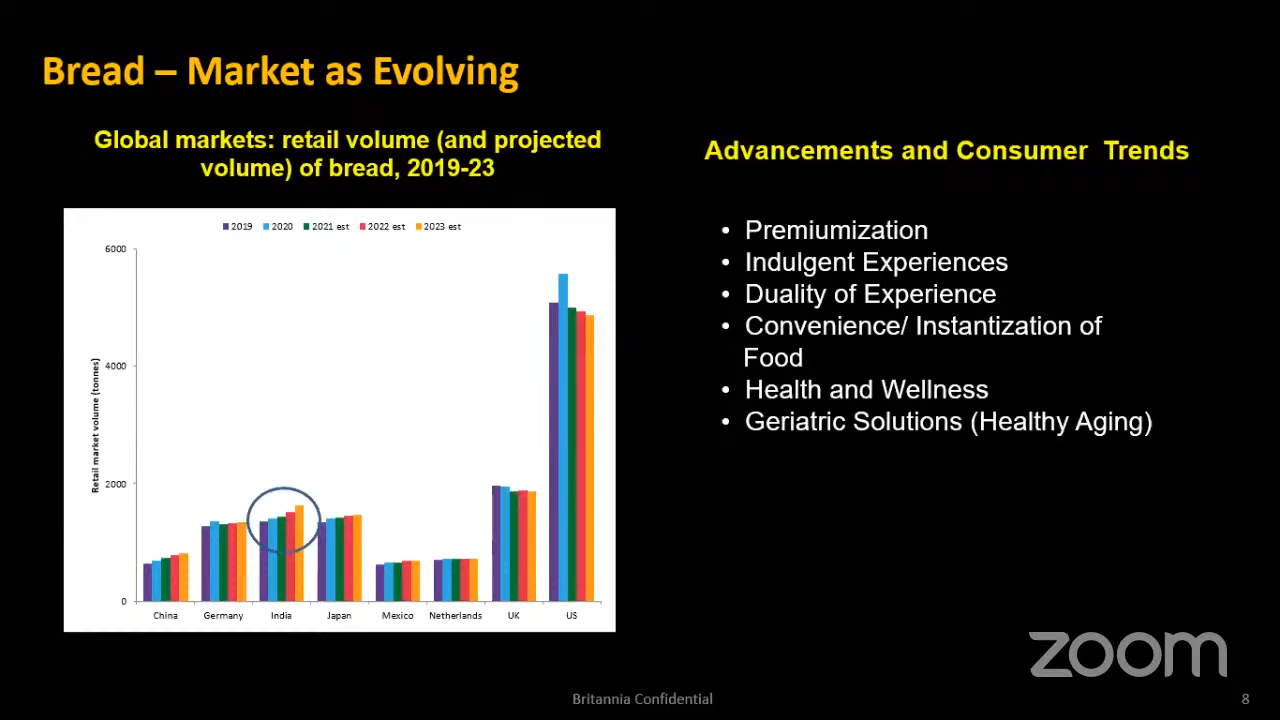 Bread – Market as Evolving
Global markets: retail volume (and projected
volume) of bread, 2019-23
2019 2020 2021 est 2022 est 2023 est
6000
4000
2000
0
Retail market volume (tonnes)
China Germany India Japan Mexico Netherlands UK US
Advancements and Consumer Trends
• Premiumization
• Indulgent Experiences
• Duality of Experience
• Convenience/ Instantization of
Food
• Health and Wellness
• Geriatric Solutions (Healthy Aging)
zoom
Britannia Confidential
8